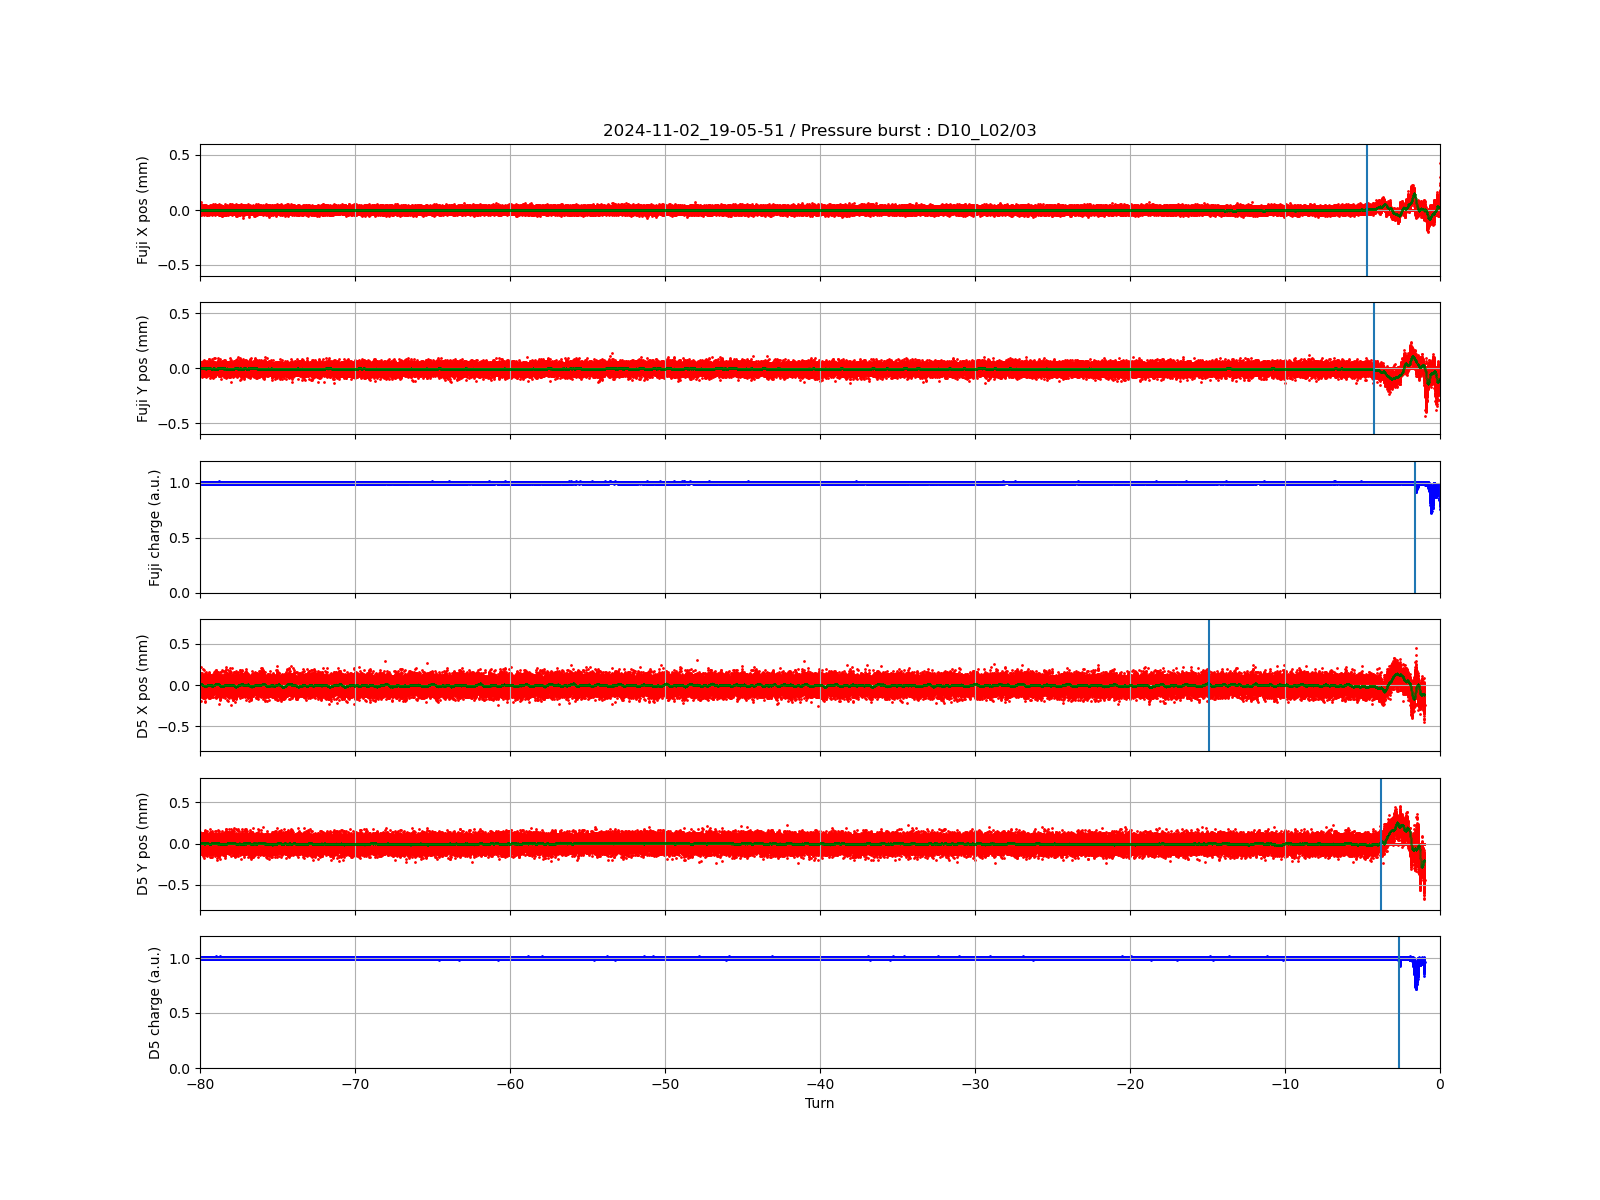 2024-11-02_19-05-51 / Pressure burst : D10_L02/03
0.5
0.0
−0.5
Fuji X pos (mm)
0.5
0.0
−0.5
Fuji Y pos (mm)
1.0
0.5
0.0
Fuji charge (a.u.)
0.5
0.0
−0.5
D5 X pos (mm)
0.5
0.0
−0.5
D5 Y pos (mm)
1.0
0.5
0.0
D5 charge (a.u.)
−80 −70 −60 −50 −40 −30 −20 −10 0
Turn